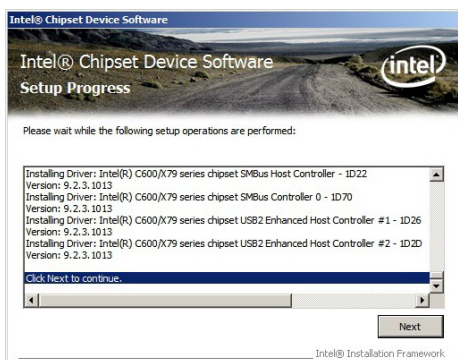 Intel® Chipset Device Software
Intel® Chipset Device Software
Setup Progress
intel
Please wait while the following setup operations are performed:
Installing Driver: Intel(R) C600/X79 series chipset SMBus Host Controller - 1D22
Version: 9.2.3.1013
Installing Driver: Intel(R) C600/X79 series chipset SMBus Controller 0 - 1D70
Version: 9.2.3.1013
Installing Driver: Intel(R) C600/X79 series chipset USB2 Enhanced Host Controller #1 - 1D26
Version: 9.2.3.1013
Installing Driver: Intel(R) C600/X79 series chipset USB2 Enhanced Host Controller #2 - 1D2D
Version: 9.2.3.1013
Click Next to continue.
Next
Intel® Installation Framework